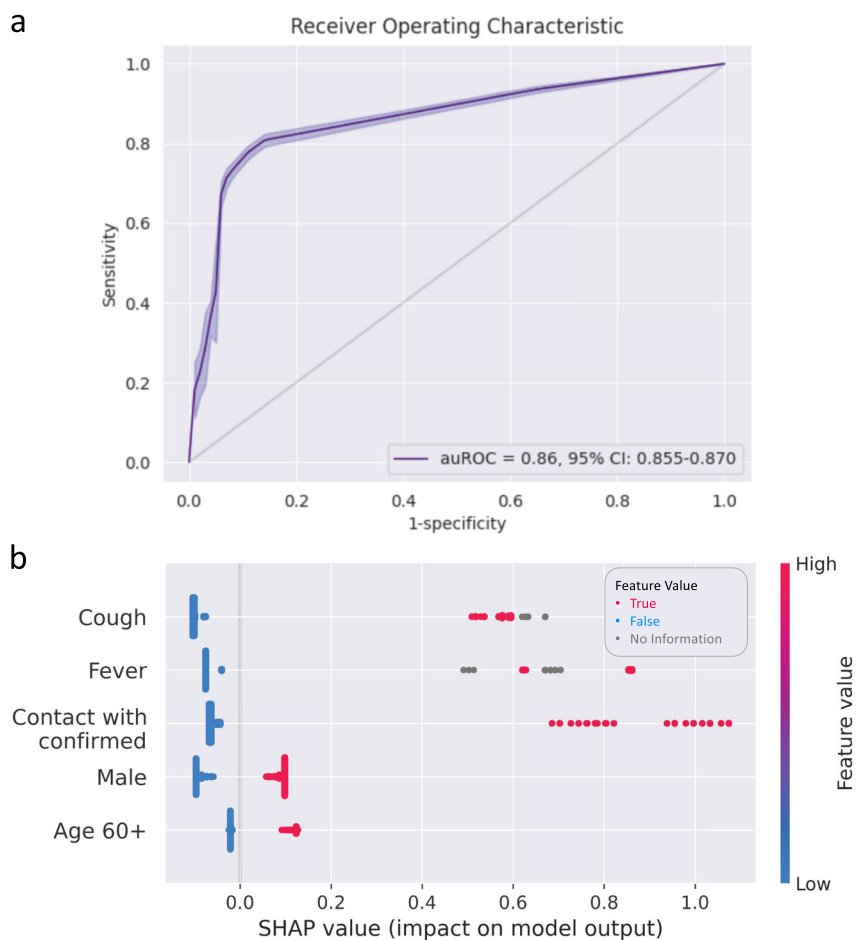 a
Receiver Operating Characteristic
1.0
0.8
0.6
0.4
0.2
0.0
Sensitivity
auROC = 0.86, 95% CI: 0.855-0.870
0.0 0.2 0.4 0.6 0.8 1.0
1-specificity
b
Cough
Fever
Contact with
confirmed
Male
Age 60+
Feature Value
• True
• False
• No Information
0.0 0.2 0.4 0.6 0.8 1.0
SHAP value (impact on model output)
High
Feature value
Low